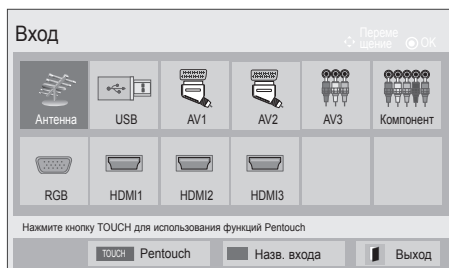 Вход
Переме
щение OK
Антенна USB AV1 AV2 AV3 Компонент
RGB HDMI1 HDMI2 HDMI3
Нажмите кнопку TOUCH для использования функций Pentouch
TOUCH Pentouch Назв. входа Выход